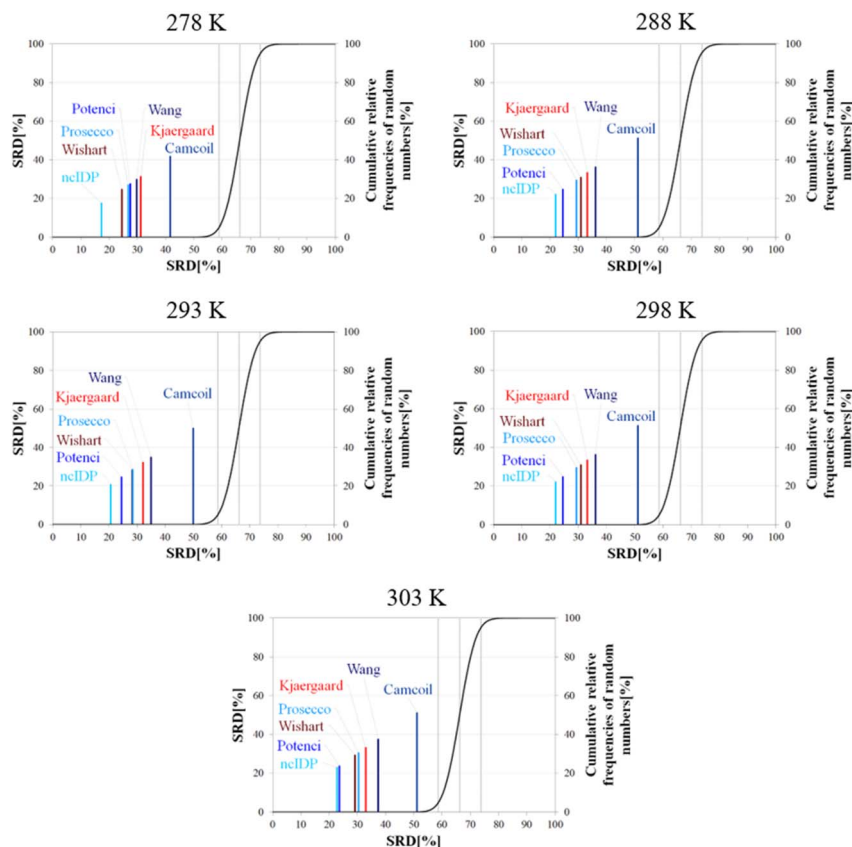 278 K
100
80
60
40
20
0
SRD[%]
Potenci
Wang
Prosecco
Kjaergaard
Wishart
Camcoil
ncIDP
0 10 20 30 40 50 60 70 80 90 100
SRD[%]
100
80
60
40
20
0
Cumulative relative
frequencies of random
numbers[%]
288 K
100
80
60
40
20
0
SRD[%]
Kjaergaard
Wang
Wishart
Camcoil
Prosecco
Potenci
ncIDP
0 10 20 30 40 50 60 70 80 90 100
SRD[%]
100
80
60
40
20
0
Cumulative relative
frequencies of random
numbers[%]
293 K
100
80
60
40
20
0
SRD[%]
Wang
Camcoil
Kjaergaard
Prosecco
Wishart
Potenci
ncIDP
0 10 20 30 40 50 60 70 80 90 100
SRD[%]
100
80
60
40
20
0
Cumulative relative
frequencies of random
numbers[%]
298 K
100
80
60
40
20
0
SRD[%]
Kjaergaard
Wang
Wishart
Camcoil
Prosecco
Potenci
ncIDP
0 10 20 30 40 50 60 70 80 90 100
SRD[%]
100
80
60
40
20
0
Cumulative relative
frequencies of random
numbers[%]
303 K
100
80
60
40
20
0
SRD[%]
Wang
Kjaergaard
Camcoil
Prosecco
Wishart
Potenci
ncIDP
0 10 20 30 40 50 60 70 80 90 100
SRD[%]
100
80
60
40
20
0
Cumulative relative
frequencies of random
numbers[%]